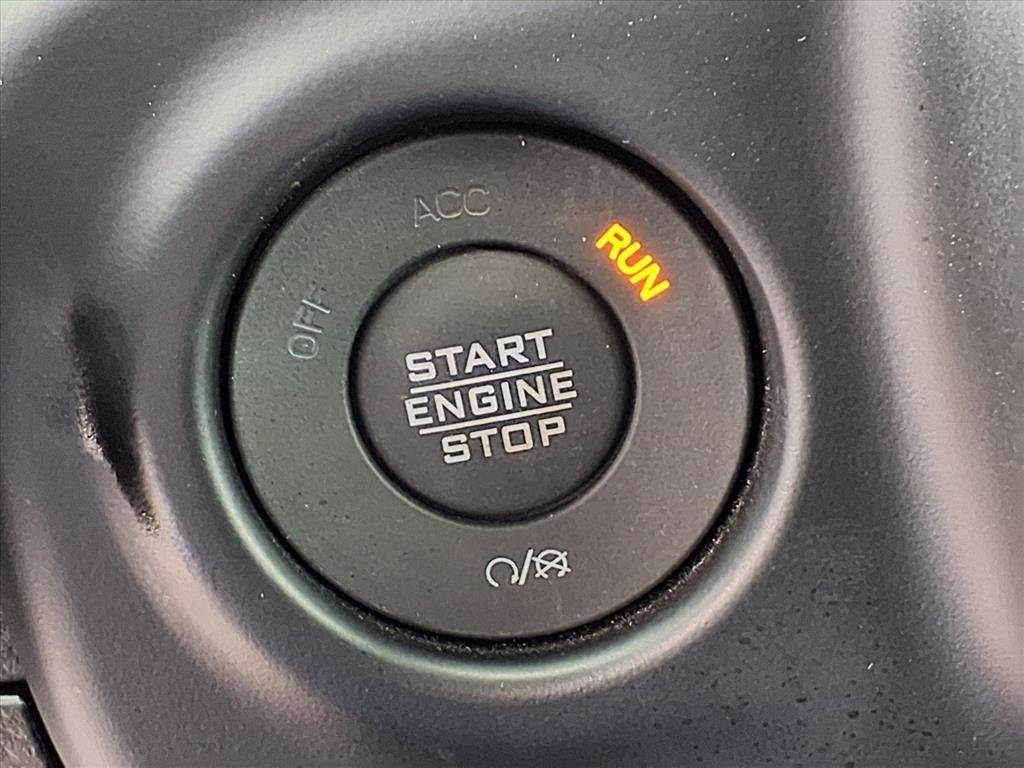 ACC
RUN
OFF
START
ENGINE
STOP